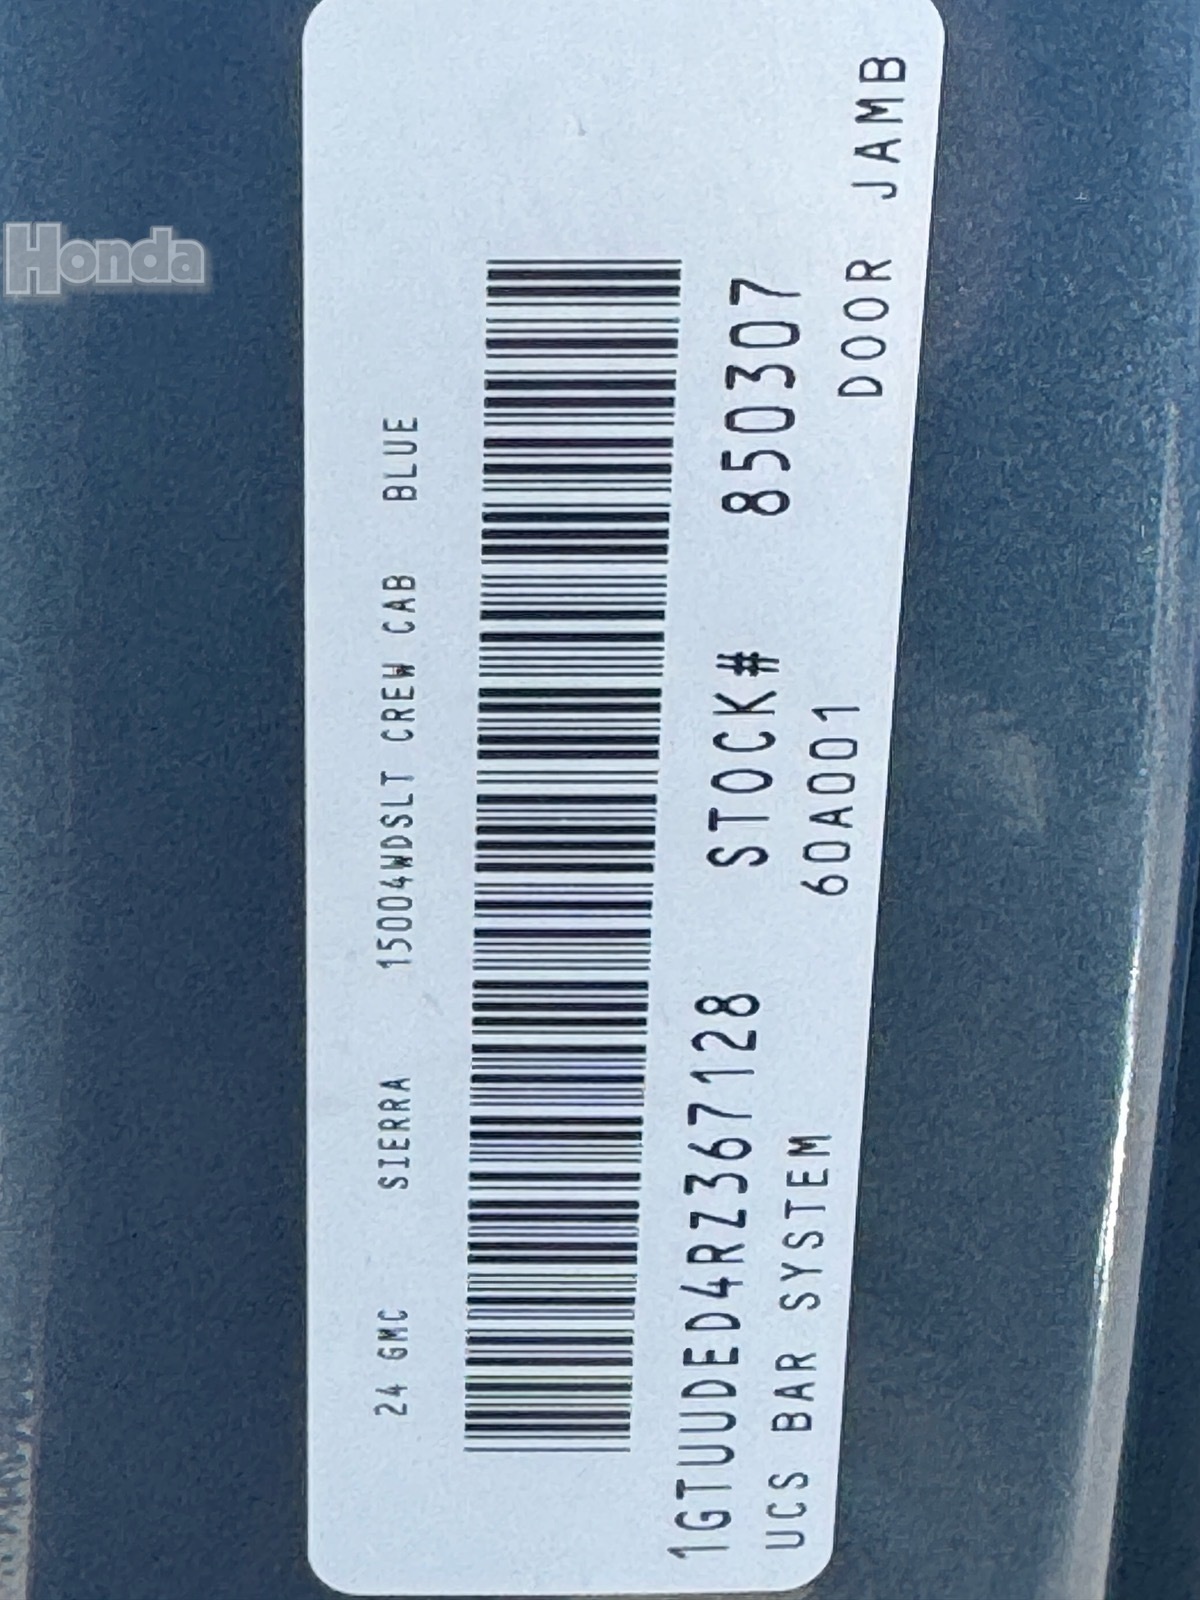 Honda
24 GMC SIERRA 15004WDSLT CREW CAB BLUE
1GTUUDED4RZ367128 STOCK# 850307
UCS BAR SYSTEM 60A001 DOOR JAMB